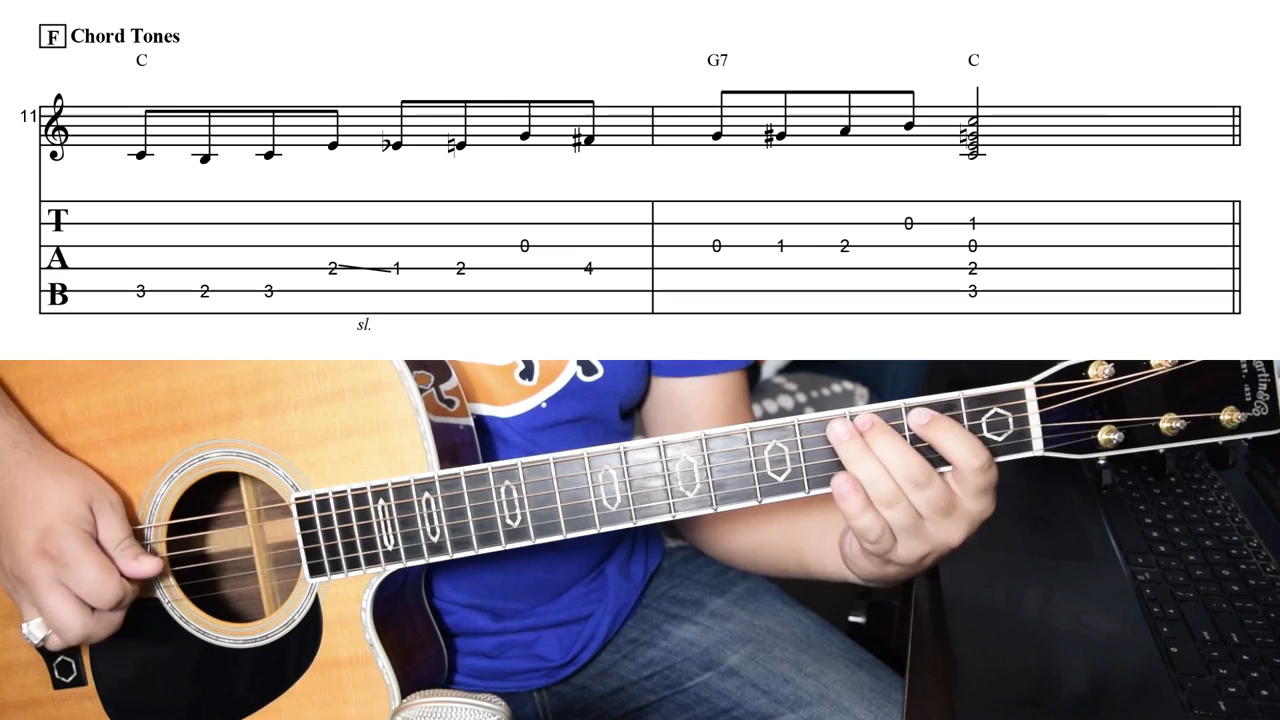 F Chord Tones
C G7 C
11
T A B
0 0 1
0 0 1 2 0
2 1 2 4 2
3 2 3 3
sl.